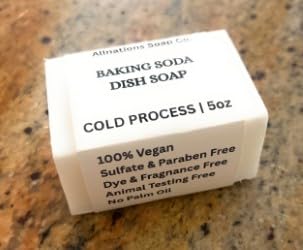 Allnations Soap Co.
BAKING SODA
DISH SOAP
COLD PROCESS | 5oz
100% Vegan
Sulfate & Paraben Free
Dye & Fragrance Free
Animal Testing Free
No Palm Oil